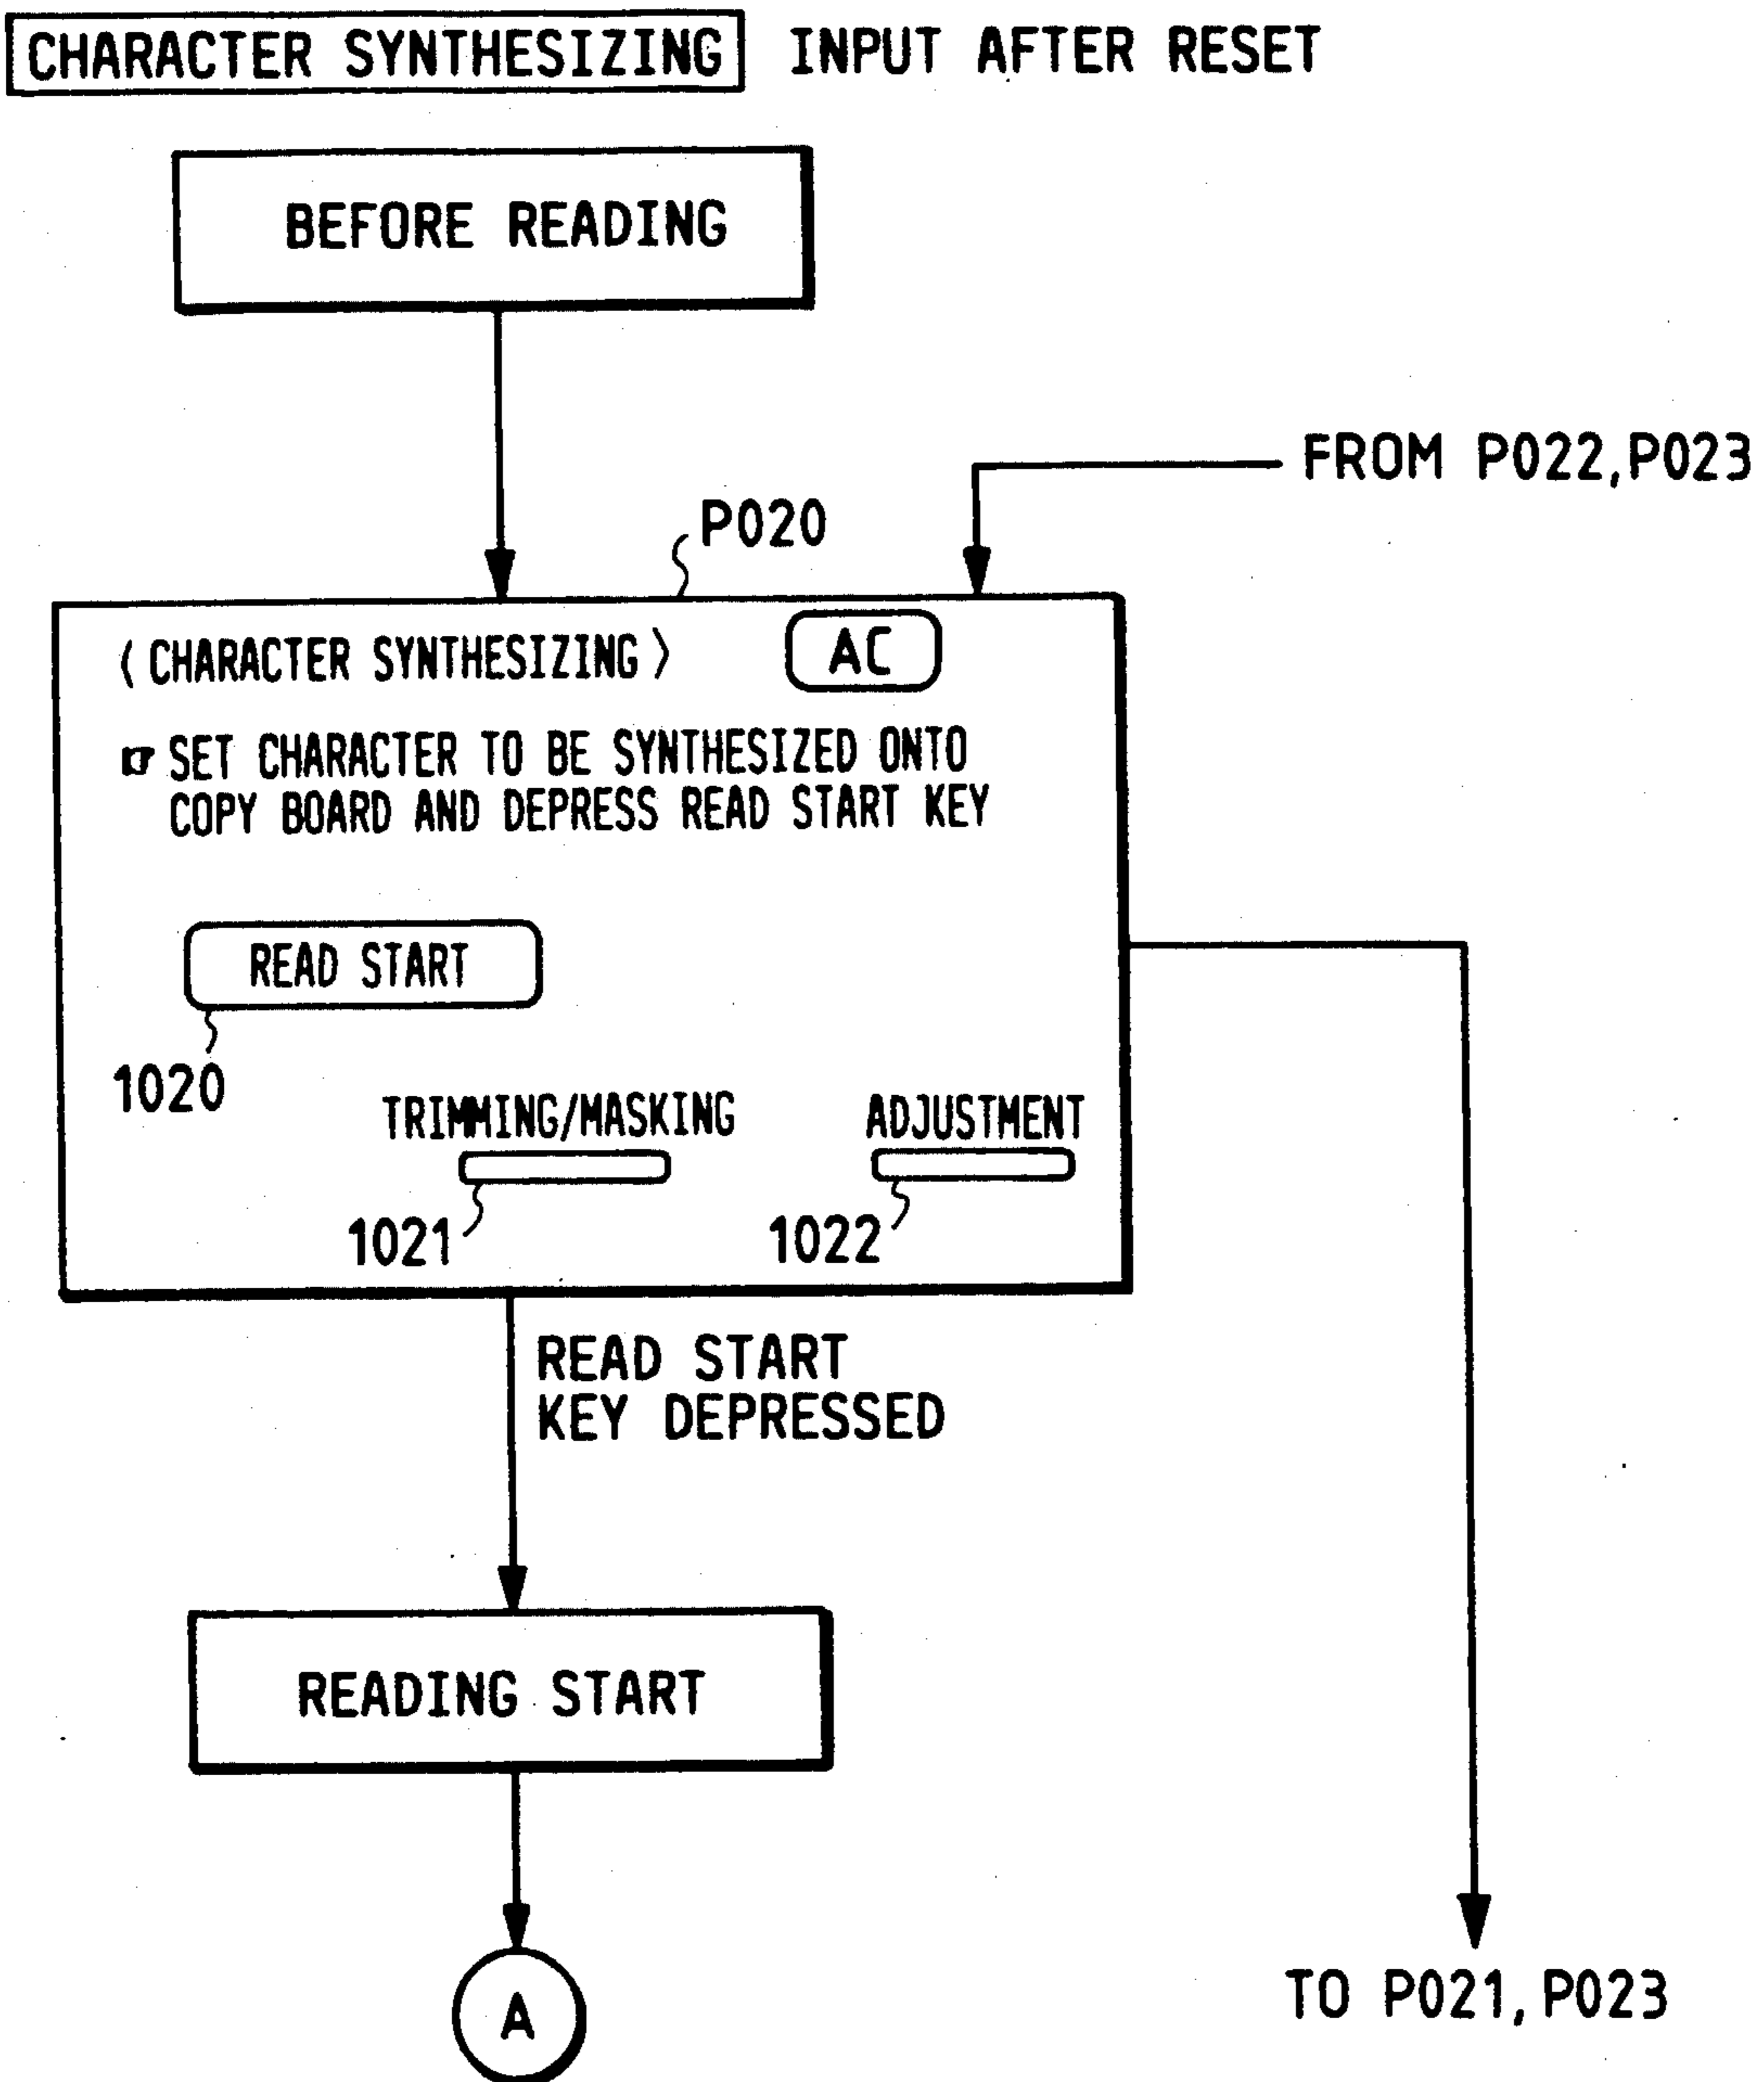 CHARACTER SYNTHESIZING INPUT AFTER RESET
BEFORE READING
FROM P022,P023
P020
〈CHARACTER SYNTHESIZING〉 AC
☞ SET CHARACTER TO BE SYNTHESIZED ONTO
COPY BOARD AND DEPRESS READ START KEY
READ START
1020
TRIMMING/MASKING ADJUSTMENT
1021 1022
READ START
KEY DEPRESSED
READING START
A
TO P021,P023